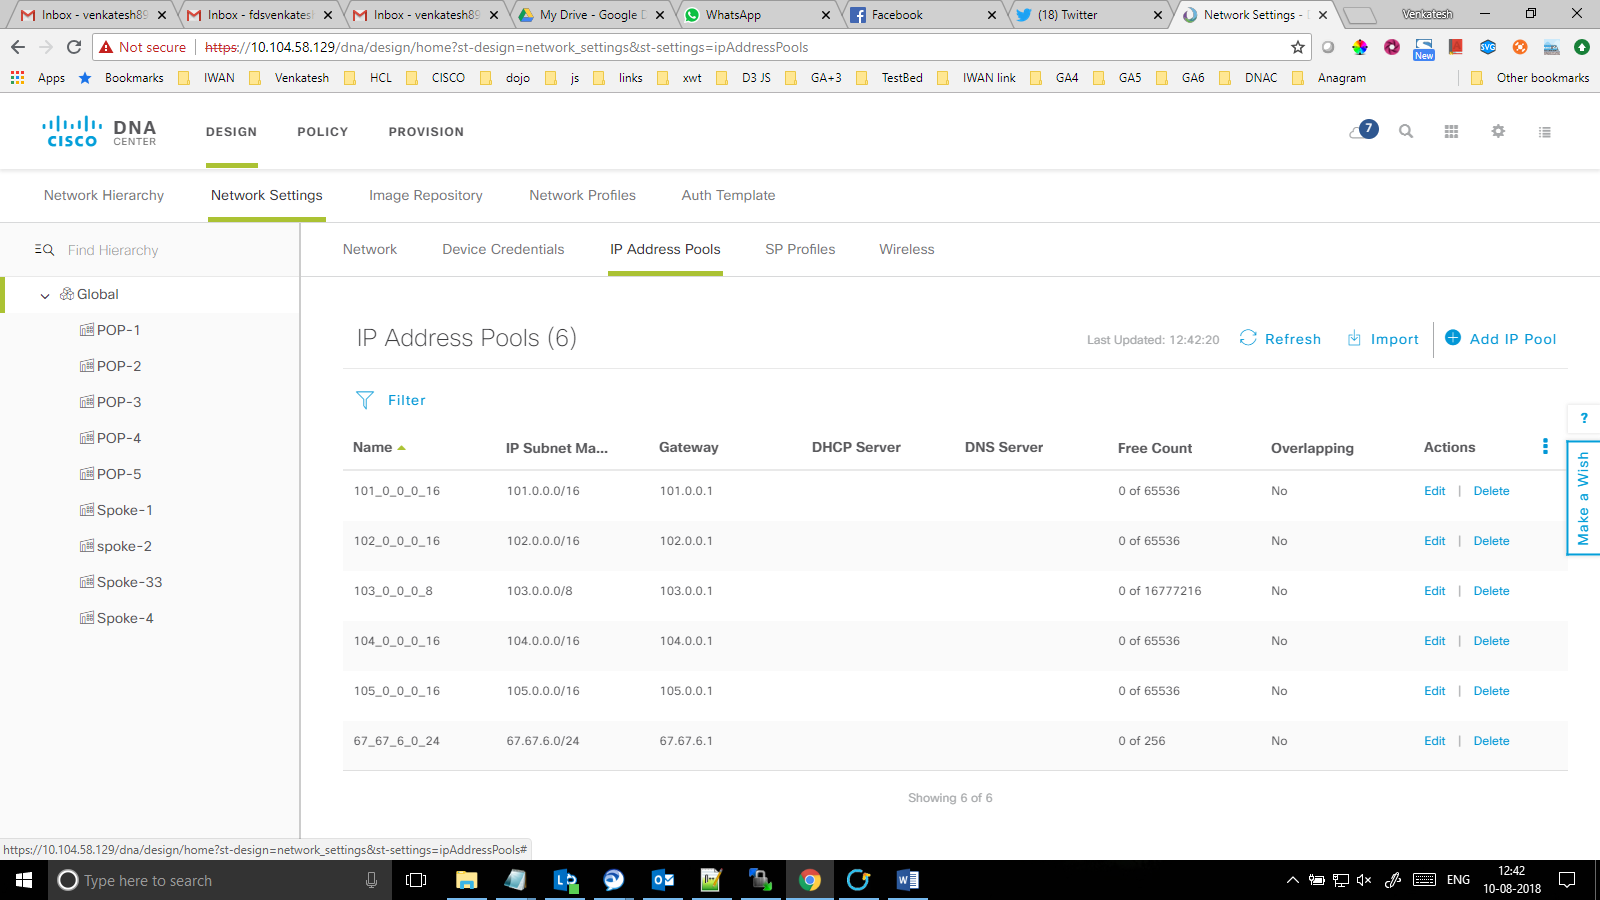 Inbox - venkatesh89 Inbox - fdsvenkatesh Inbox - venkatesh89 My Drive - Google D WhatsApp Facebook (18) Twitter Network Settings - Venkatesh
Not secure https://10.104.58.129/dna/design/home?st-design=network_settings&st-settings=ipAddressPools New SVG
Apps Bookmarks IWAN Venkatesh HCL CISCO dojo js links xwt D3 JS GA+3 TestBed IWAN link GA4 GA5 GA6 DNAC Anagram Other bookmarks
CISCO DNA CENTER DESIGN POLICY PROVISION 7
Network Hierarchy Network Settings Image Repository Network Profiles Auth Template
Find Hierarchy
Global
POP-1
POP-2
POP-3
POP-4
POP-5
Spoke-1
spoke-2
Spoke-33
Spoke-4
Network Device Credentials IP Address Pools SP Profiles Wireless
IP Address Pools (6) Last Updated: 12:42:20 Refresh Import Add IP Pool
Filter
Name IP Subnet Ma... Gateway DHCP Server DNS Server Free Count Overlapping Actions
101_0_0_0_16 101.0.0.0/16 101.0.0.1 0 of 65536 No Edit | Delete
102_0_0_0_16 102.0.0.0/16 102.0.0.1 0 of 65536 No Edit | Delete
103_0_0_0_8 103.0.0.0/8 103.0.0.1 0 of 16777216 No Edit | Delete
104_0_0_0_16 104.0.0.0/16 104.0.0.1 0 of 65536 No Edit | Delete
105_0_0_0_16 105.0.0.0/16 105.0.0.1 0 of 65536 No Edit | Delete
67_67_6_0_24 67.67.6.0/24 67.67.6.1 0 of 256 No Edit | Delete
Showing 6 of 6
?
Make a Wish
https://10.104.58.129/dna/design/home?st-design=network_settings&st-settings=ipAddressPools#
Type here to search ENG 12:42
10-08-2018